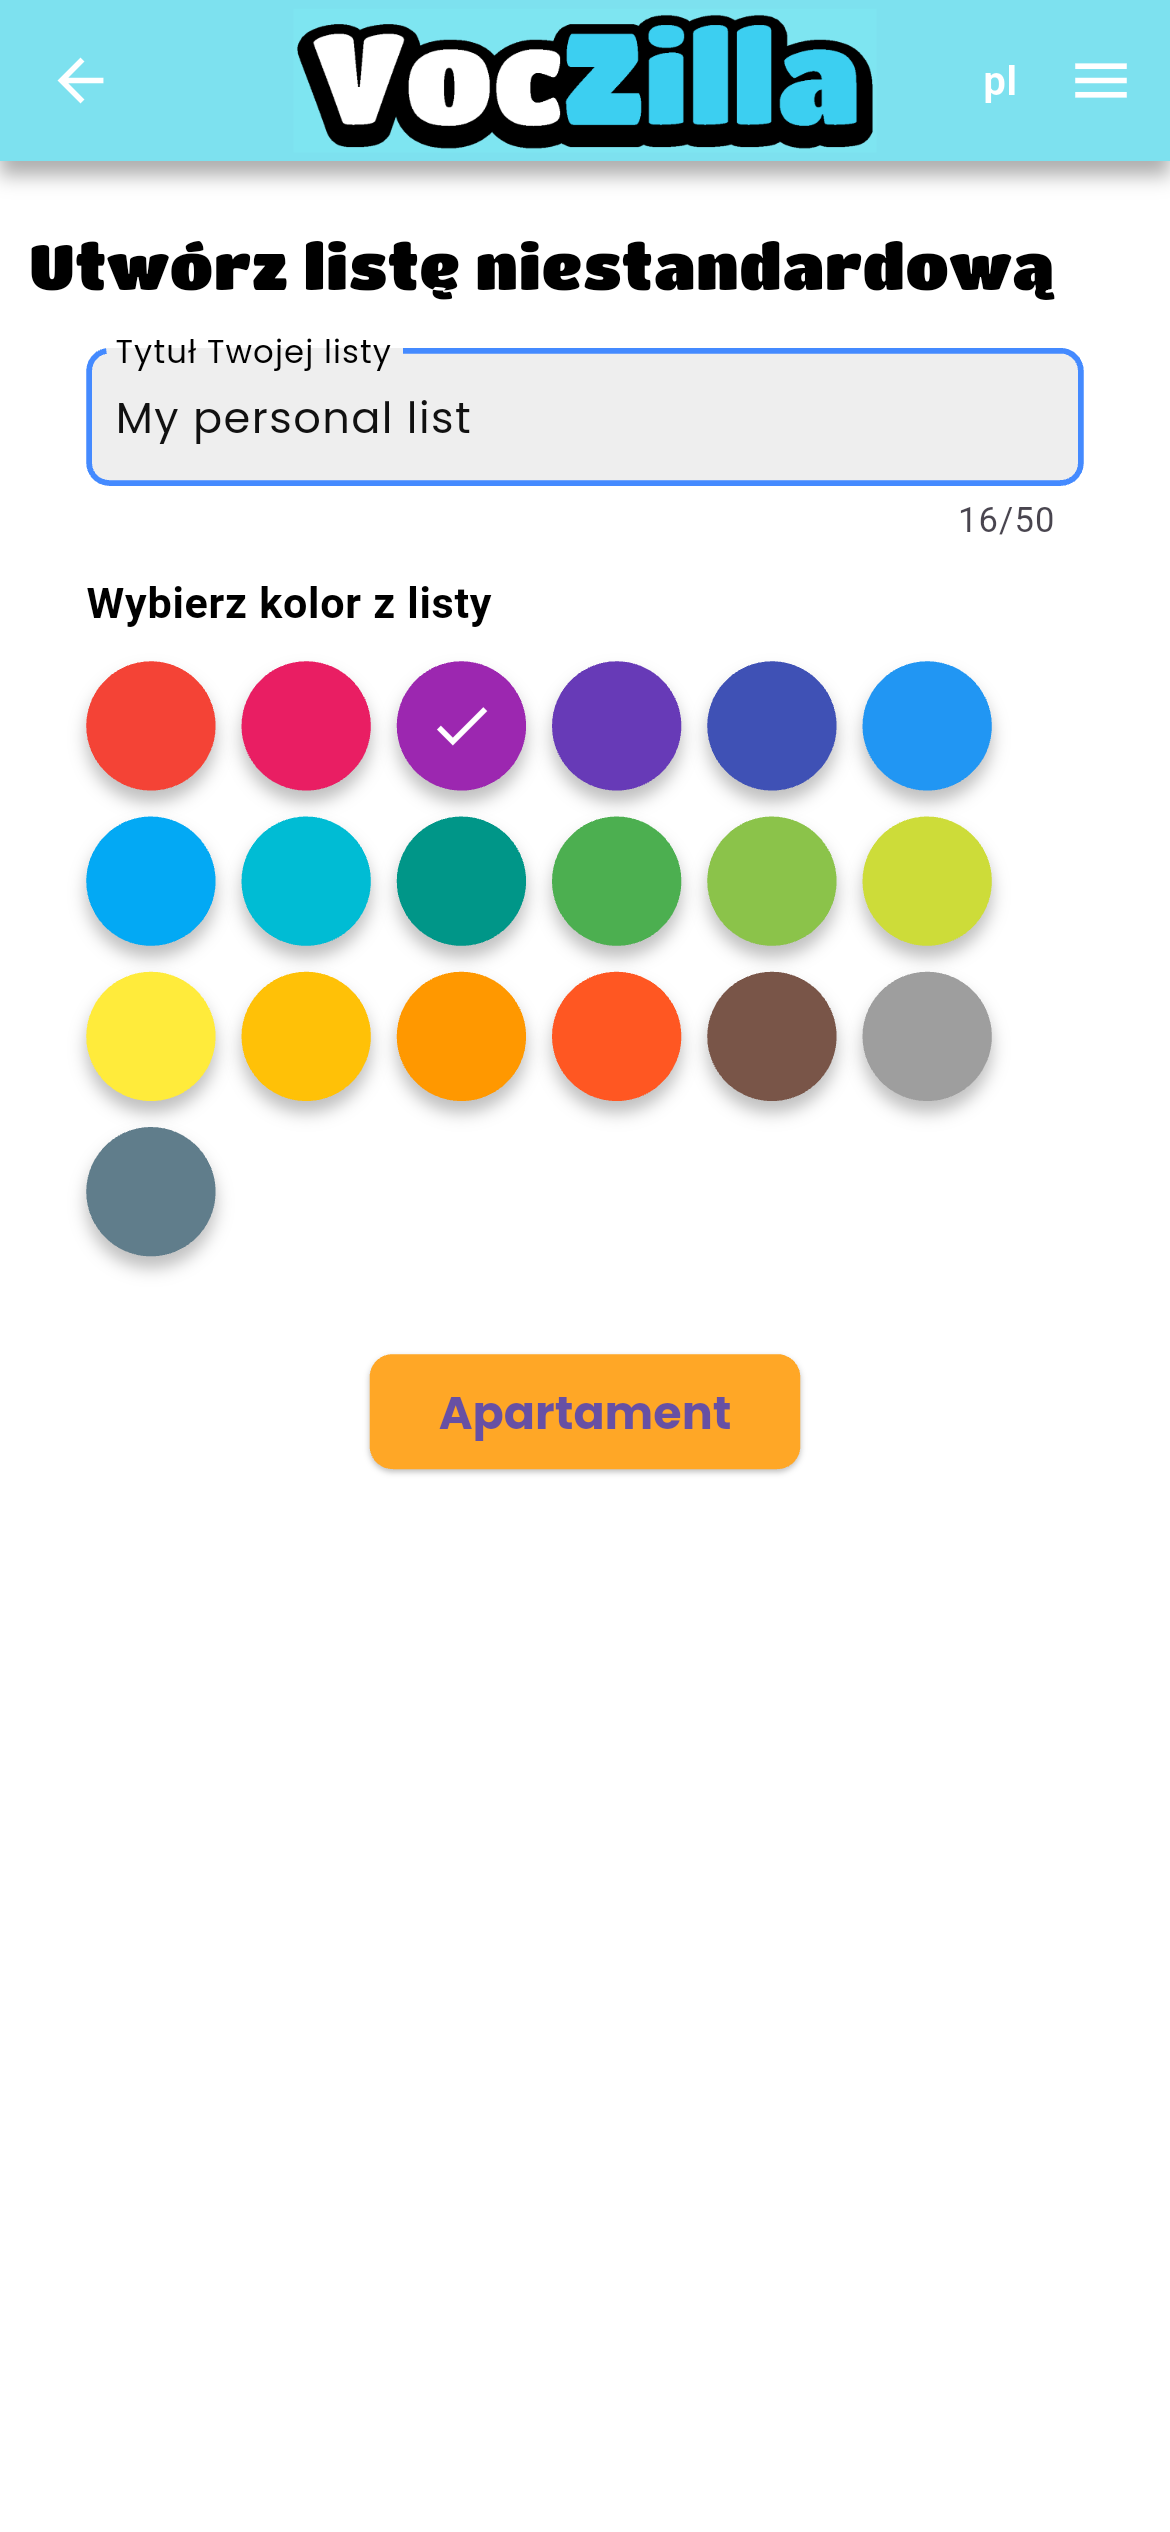 VocZilla
pl
Utwórz listę niestandardową
Tytuł Twojej listy
My personal list
16/50
Wybierz kolor z listy
Apartament